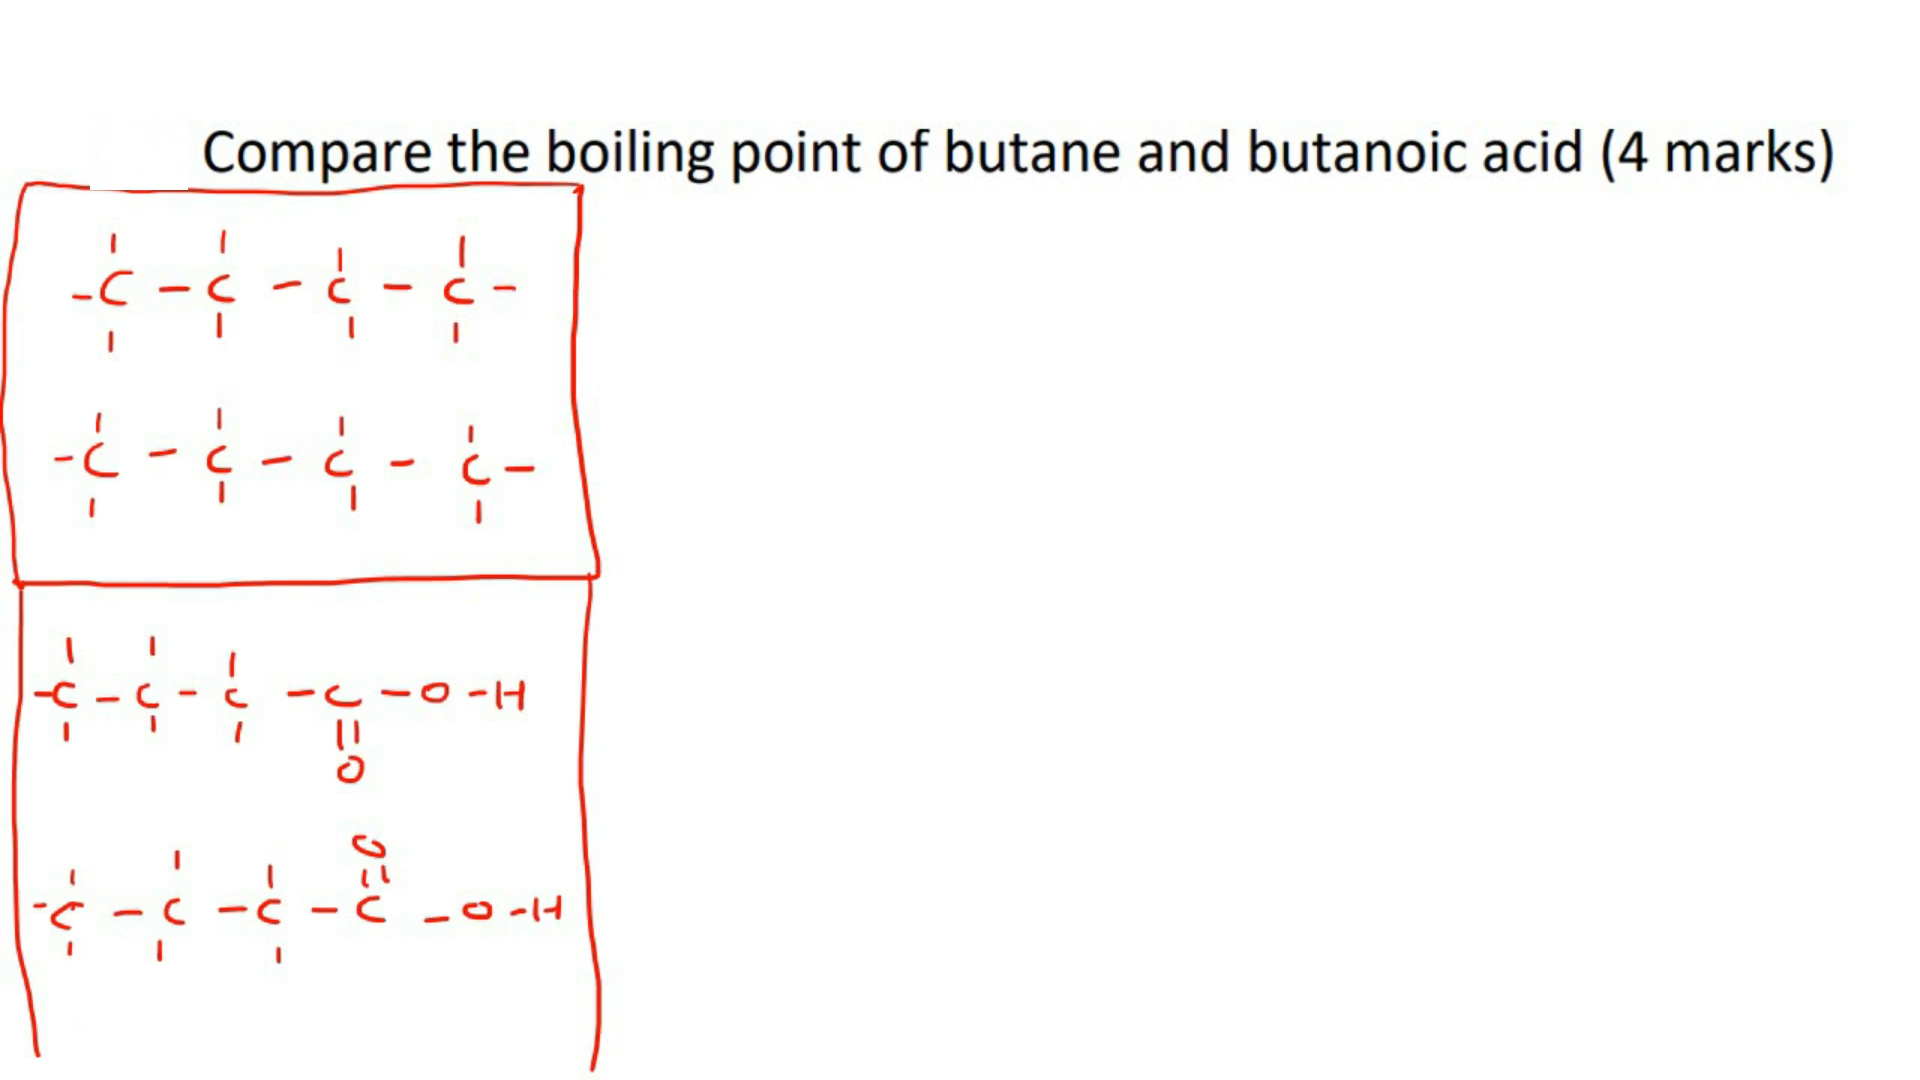 Compare the boiling point of butane and butanoic acid (4 marks)
-C-C-C-C-
-C-C-C-C-
-C-C-C-C-O-H
||
O
O
||
-C-C-C-C-O-H